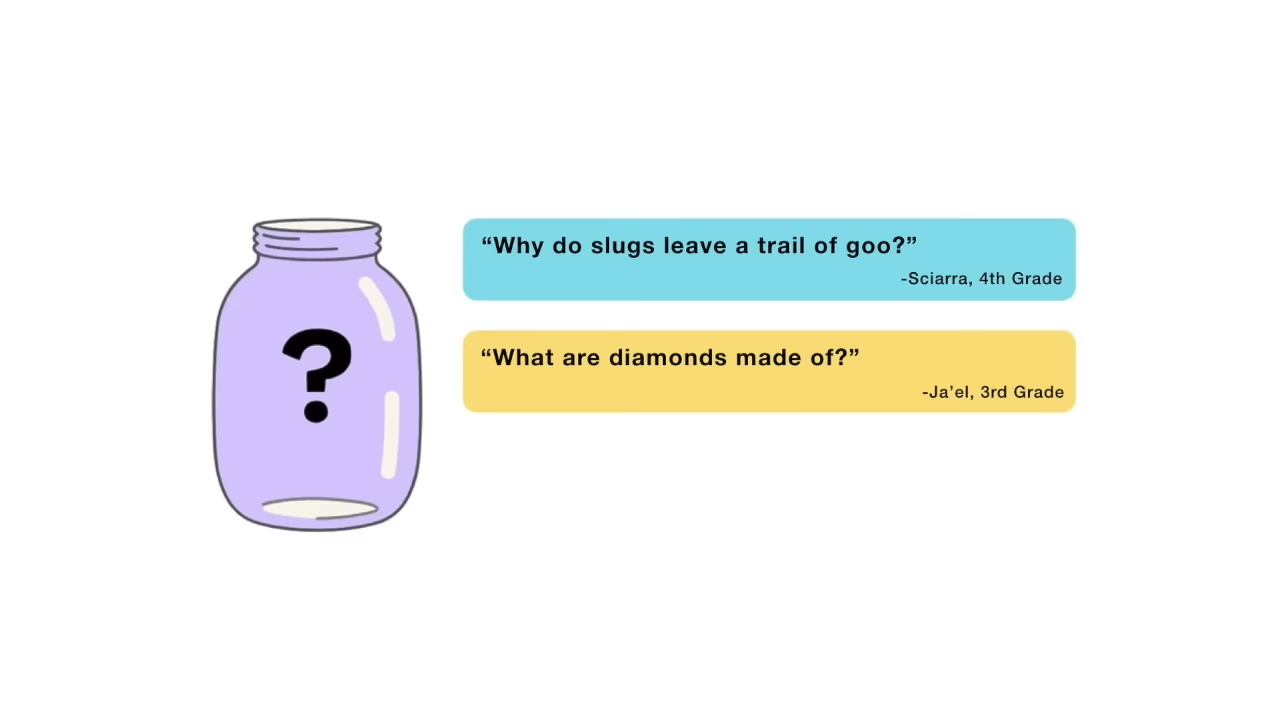 ?
“Why do slugs leave a trail of goo?”
-Sciarra, 4th Grade
“What are diamonds made of?”
-Ja’el, 3rd Grade